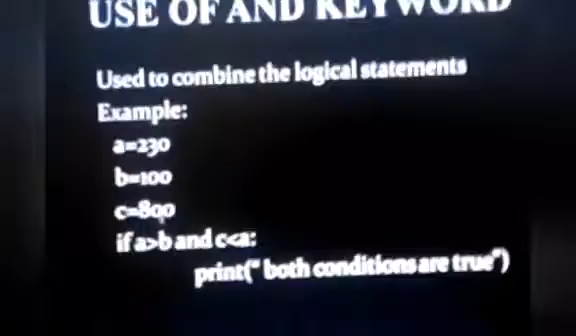 USE OF AND KEYWORD
Used to combine the logical statements
Example:
a=230
b=100
c=890
if a>b and c<a:
print(" both conditions are true")